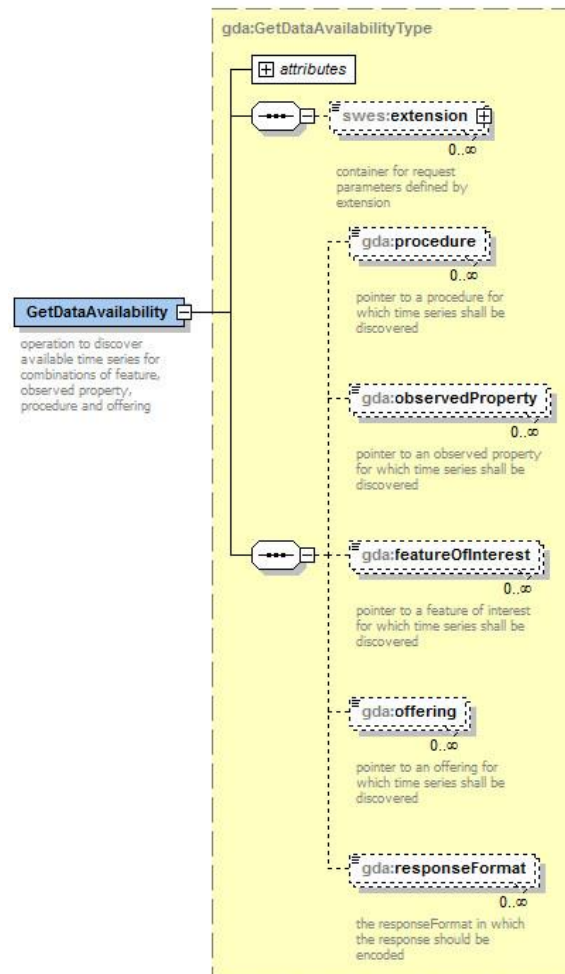 gda:GetDataAvailabilityType
attributes
swes:extension
0..∞
container for request
parameters defined by
extension
gda:procedure
0..∞
pointer to a procedure for
which time series shall be
discovered
GetDataAvailability
operation to discover
available time series for
combinations of feature,
observed property,
procedure and offering
gda:observedProperty
0..∞
pointer to an observed property
for which time series shall be
discovered
gda:featureOfInterest
0..∞
pointer to a feature of interest
for which time series shall be
discovered
gda:offering
0..∞
pointer to an offering for
which time series shall be
discovered
gda:responseFormat
0..∞
the responseFormat in which
the response should be
encoded